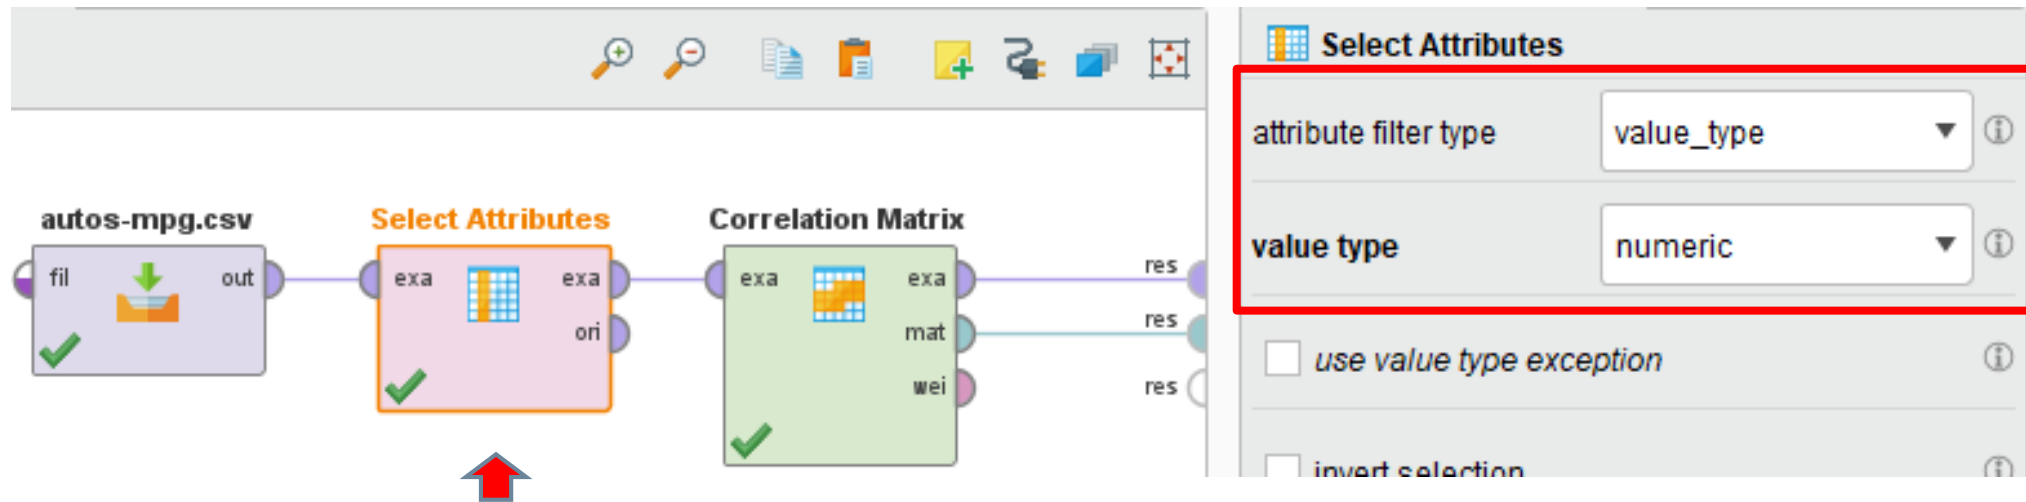 Select Attributes
attribute filter type value_type
value type numeric
use value type exception
invert selection
autos-mpg.csv Select Attributes Correlation Matrix
fil out exa exa exa exa res
ori mat res
wei res